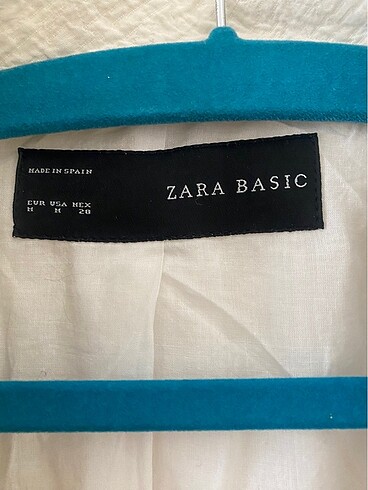 MADE IN SPAIN
ZARA BASIC
EUR USA MEX
M M 28